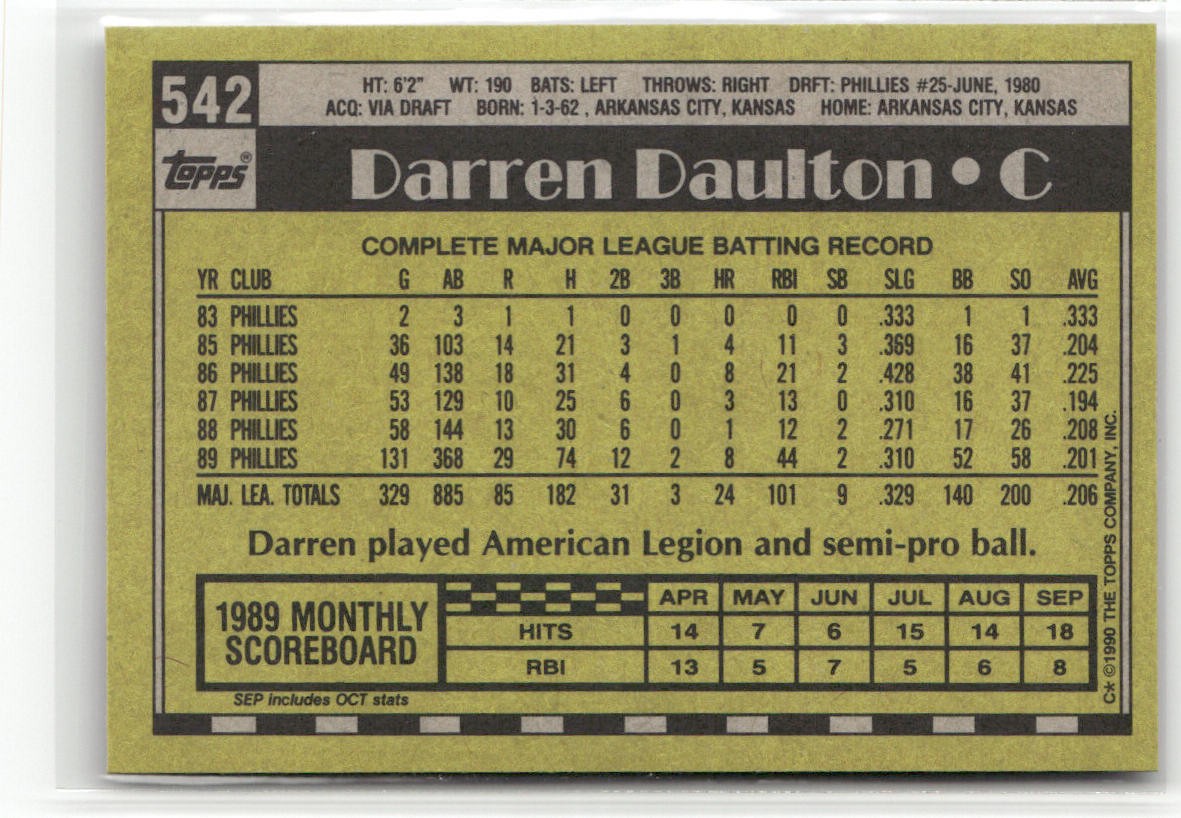 542
HT: 6'2" WT: 190 BATS: LEFT THROWS: RIGHT DRFT: PHILLIES #25-JUNE, 1980
ACQ: VIA DRAFT BORN: 1-3-62 , ARKANSAS CITY, KANSAS HOME: ARKANSAS CITY, KANSAS
TOPPS®
Darren Daulton • C
COMPLETE MAJOR LEAGUE BATTING RECORD
YR CLUB G AB R H 2B 3B HR RBI SB SLG BB SO AVG
83 PHILLIES 2 3 1 1 0 0 0 0 0 .333 1 1 .333
85 PHILLIES 36 103 14 21 3 1 4 11 3 .369 16 37 .204
86 PHILLIES 49 138 18 31 4 0 8 21 2 .428 38 41 .225
87 PHILLIES 53 129 10 25 6 0 3 13 0 .310 16 37 .194
88 PHILLIES 58 144 13 30 6 0 1 12 2 .271 17 26 .208
89 PHILLIES 131 368 29 74 12 2 8 44 2 .310 52 58 .201
MAJ. LEA. TOTALS 329 885 85 182 31 3 24 101 9 .329 140 200 .206
Darren played American Legion and semi-pro ball.
1989 MONTHLY
SCOREBOARD
APR MAY JUN JUL AUG SEP
HITS 14 7 6 15 14 18
RBI 13 5 7 5 6 8
SEP includes OCT stats
C* ©1990 THE TOPPS COMPANY, INC.